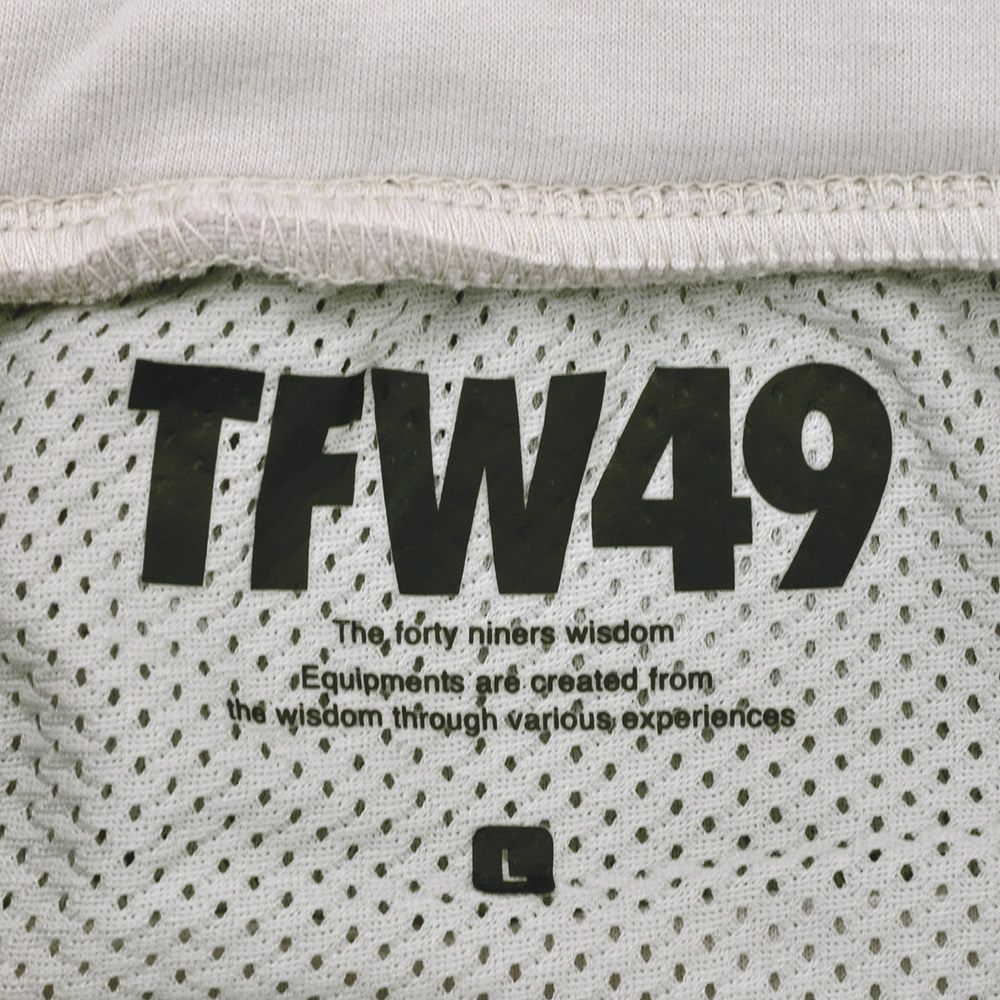 TFW49
The forty niners wisdom
Equipments are created from
the wisdom through various experiences
L